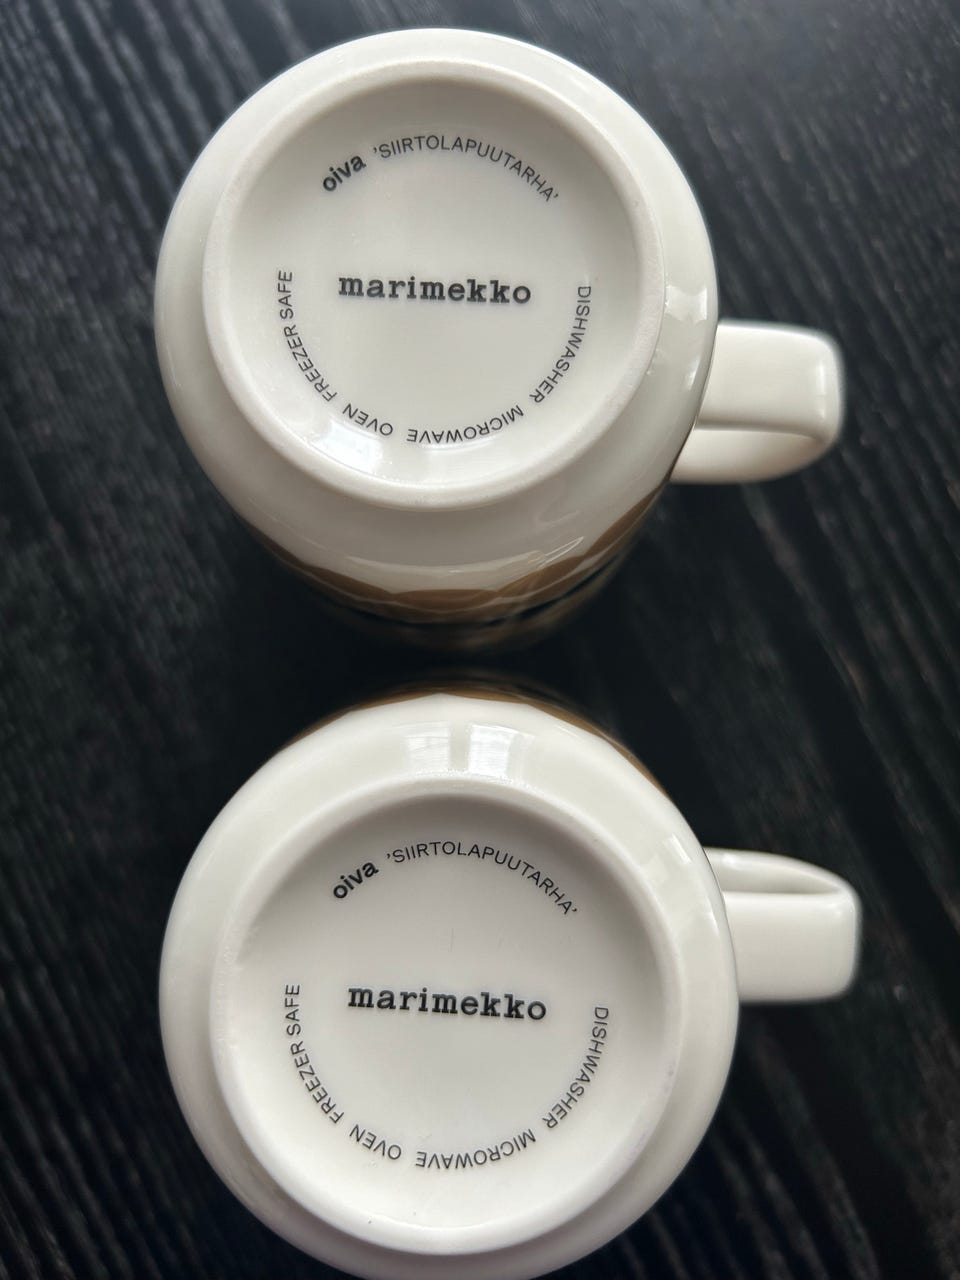 oiva 'SIIRTOLAPUUTARHA'
marimekko
DISHWASHER MICROWAVE OVEN FREEZER SAFE
oiva 'SIIRTOLAPUUTARHA'
marimekko
DISHWASHER MICROWAVE OVEN FREEZER SAFE